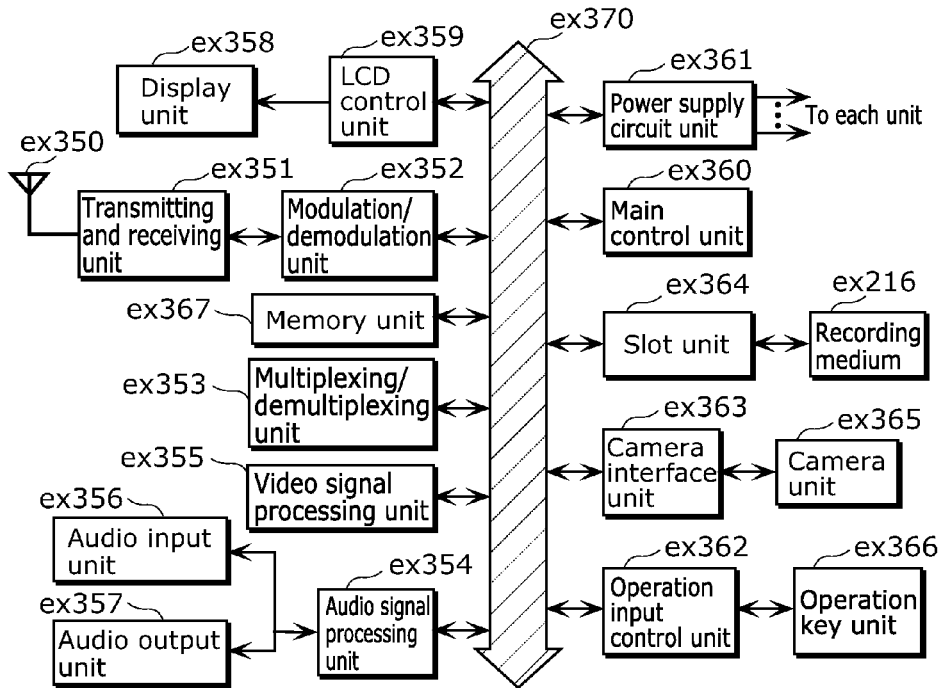 ex370
ex358
ex359
ex361
Display
unit
LCD
control
unit
Power supply
circuit unit
To each unit
ex350
ex351
ex352
ex360
Transmitting
and receiving
unit
Modulation/
demodulation
unit
Main
control unit
ex367
Memory unit
ex364
ex216
Slot unit
Recording
medium
ex353
Multiplexing/
demultiplexing
unit
ex363
ex365
Camera
interface
unit
Camera
unit
ex355
Video signal
processing unit
ex356
Audio input
unit
ex354
ex362
ex366
ex357
Audio output
unit
Audio signal
processing
unit
Operation
input
control unit
Operation
key unit